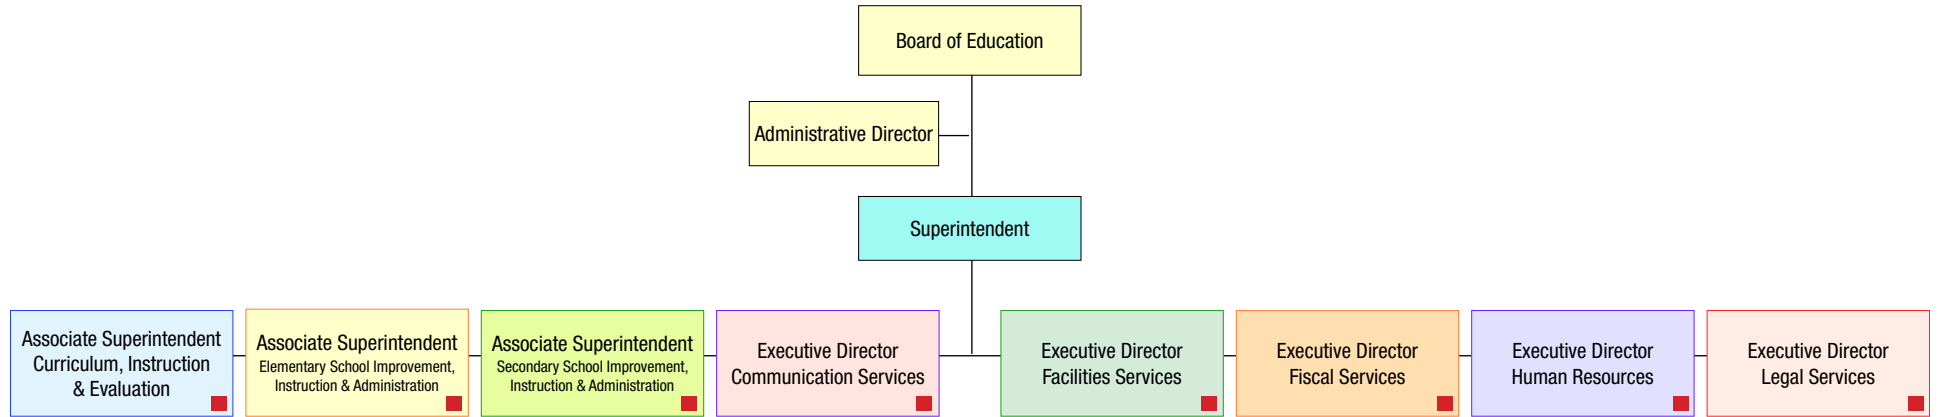 Board of Education
Administrative Director
Superintendent
Associate Superintendent
Curriculum, Instruction
& Evaluation
Associate Superintendent
Elementary School Improvement,
Instruction & Administration
Associate Superintendent
Secondary School Improvement,
Instruction & Administration
Executive Director
Communication Services
Executive Director
Facilities Services
Executive Director
Fiscal Services
Executive Director
Human Resources
Executive Director
Legal Services